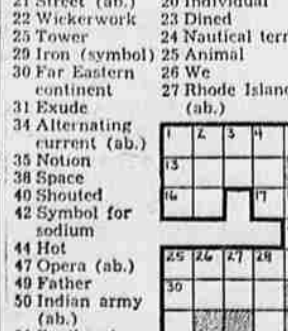 21 Street (ab.)
22 Wickerwork
25 Tower
29 Iron (symbol)
30 Far Eastern
continent
31 Exude
34 Alternating
current (ab.)
35 Notion
38 Space
40 Shouted
42 Symbol for
sodium
44 Hot
47 Opera (ab.)
49 Father
50 Indian army
(ab.)
20 Individual
23 Dined
24 Nautical term
25 Animal
26 We
27 Rhode Island
(ab.)
1 2 3 4
13
16 17
25 26 27 28
30